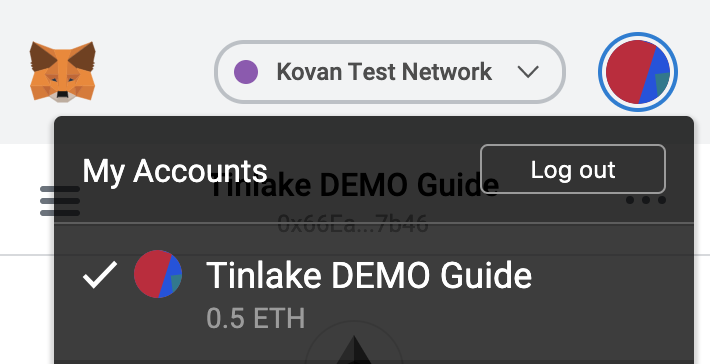 Kovan Test Network
My Accounts
Log out
Tinlake DEMO Guide
0x66Ea...7b46
Tinlake DEMO Guide
0.5 ETH